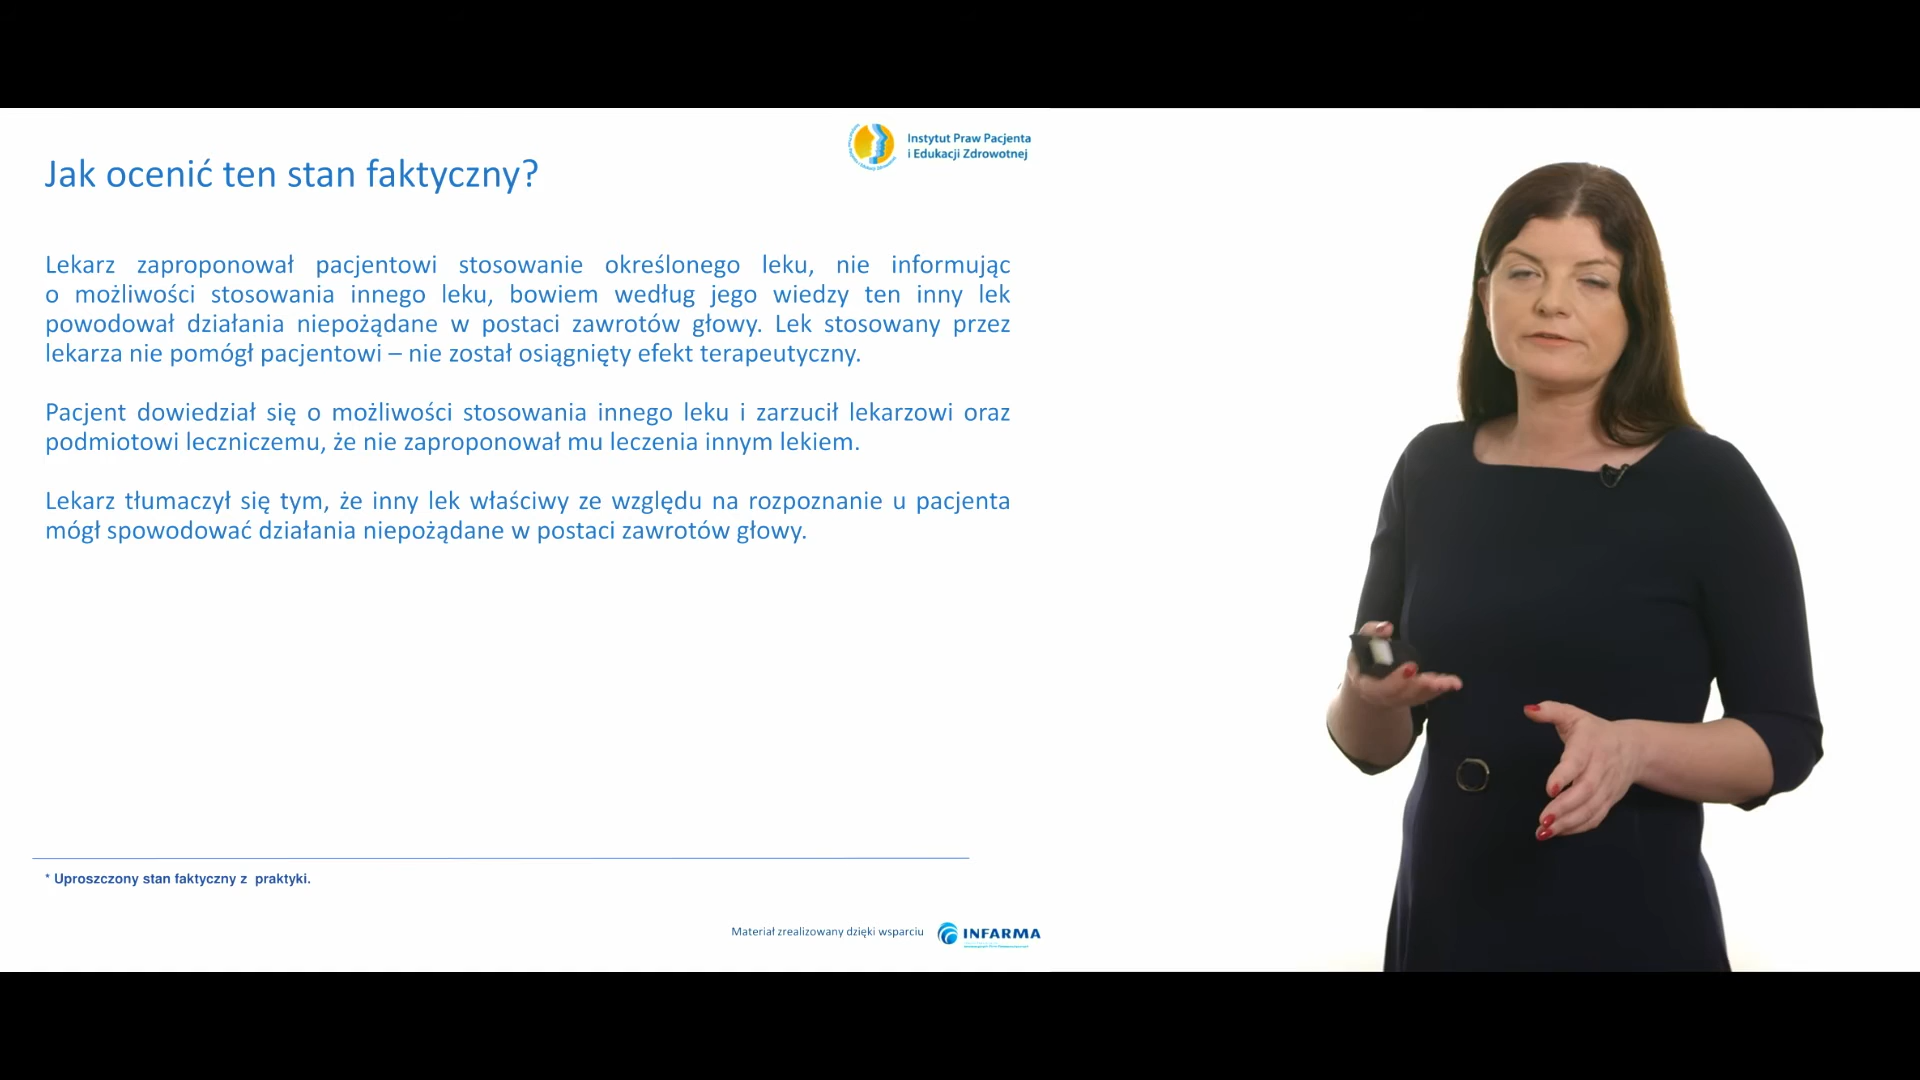 Instytut Praw Pacjenta
i Edukacji Zdrowotnej
Jak ocenić ten stan faktyczny?
Lekarz zaproponował pacjentowi stosowanie określonego leku, nie informując
o możliwości stosowania innego leku, bowiem według jego wiedzy ten inny lek
powodował działania niepożądane w postaci zawrotów głowy. Lek stosowany przez
lekarza nie pomógł pacjentowi – nie został osiągnięty efekt terapeutyczny.
Pacjent dowiedział się o możliwości stosowania innego leku i zarzucił lekarzowi oraz
podmiotowi leczniczemu, że nie zaproponował mu leczenia innym lekiem.
Lekarz tłumaczył się tym, że inny lek właściwy ze względu na rozpoznanie u pacjenta
mógł spowodować działania niepożądane w postaci zawrotów głowy.
* Uproszczony stan faktyczny z praktyki.
Materiał zrealizowany dzięki wsparciu
INFARMA